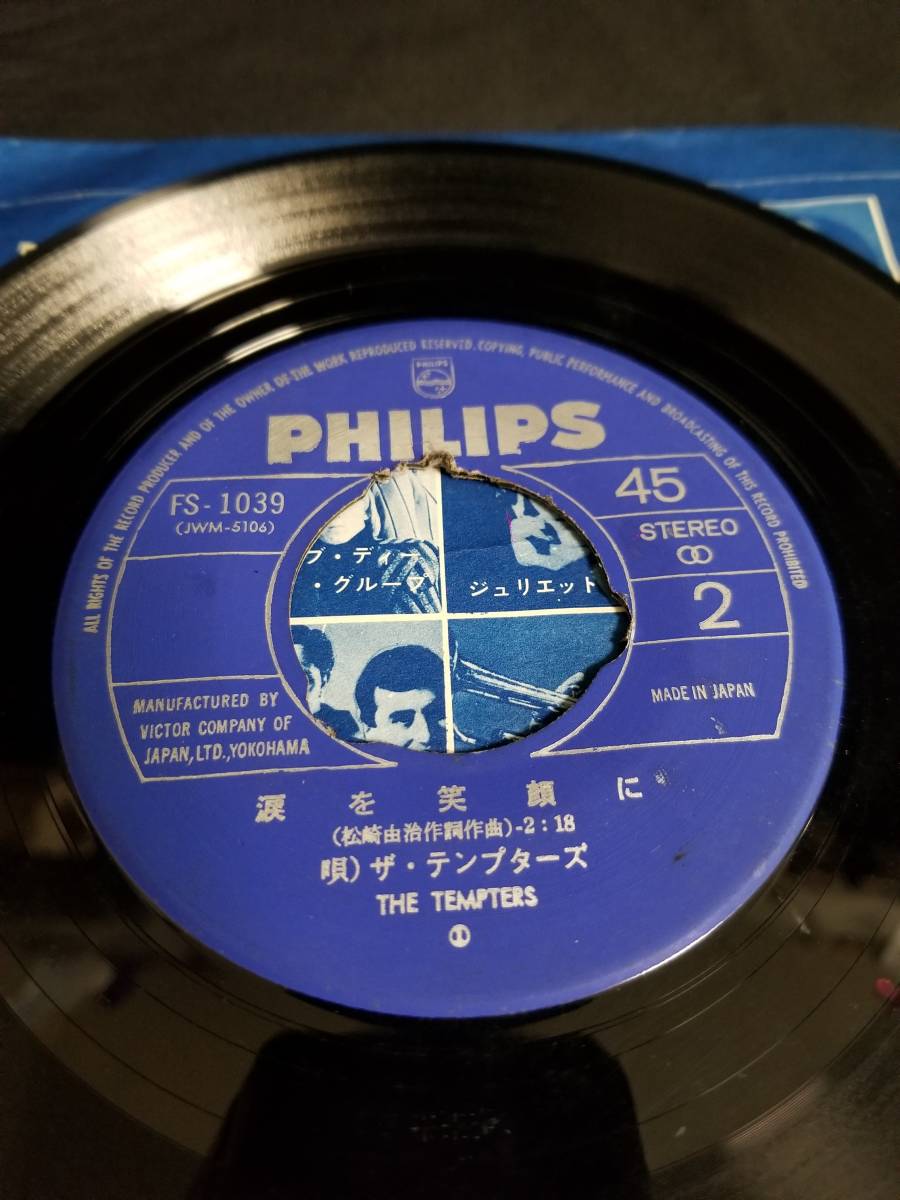 ALL RIGHTS OF THE RECORD PRODUCER AND OF THE OWNER OF THE WORK REPRODUCED RESERVED. COPYING, PUBLIC PERFORMANCE AND BROADCASTING OF THIS RECORD PROHIBITED
PHILIPS
PHILIPS
FS-1039
(JWM-5106)
45
STEREO
2
ブ・ディー
・グループ
ジュリエット
MANUFACTURED BY
VICTOR COMPANY OF
JAPAN, LTD., YOKOHAMA
MADE IN JAPAN
涙を笑顔に
(松崎由治作詞作曲)-2:18
唄)ザ・テンプターズ
THE TEMPTERS
①